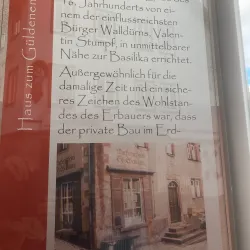 16. Jahrhunderts von ei-
nem der einflussreichsten
Bürger Walldürns, Valen-
tin Stumpf, in unmittelbarer
Nähe zur Basilika errichtet.
Außergewöhnlich für die
damalige Zeit und ein siche-
res Zeichen des Wohlstan-
des des Erbauers war, dass
der private Bau im Erd-
Haus zum Güldenen